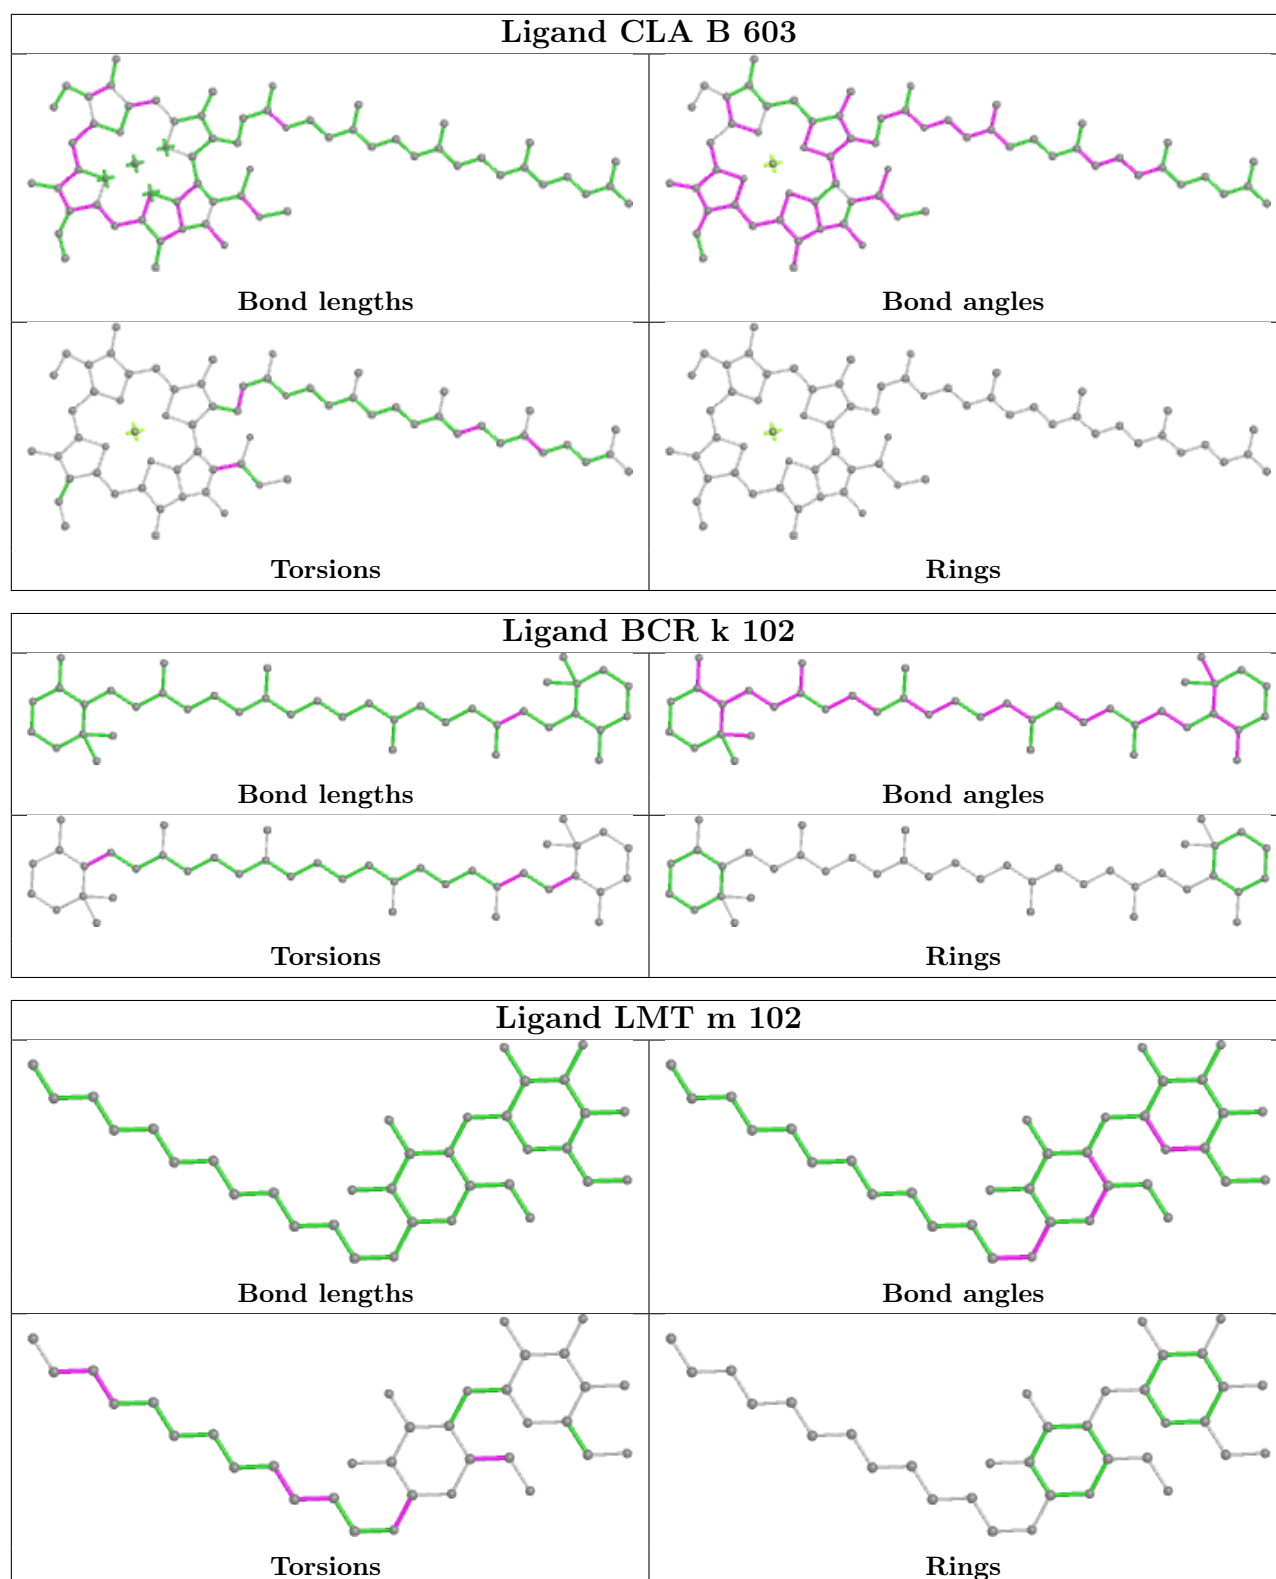 Ligand CLA B 603
Bond lengths
Bond angles
Torsions
Rings
Ligand BCR k 102
Bond lengths
Bond angles
Torsions
Rings
Ligand LMT m 102
Bond lengths
Bond angles
Torsions
Rings